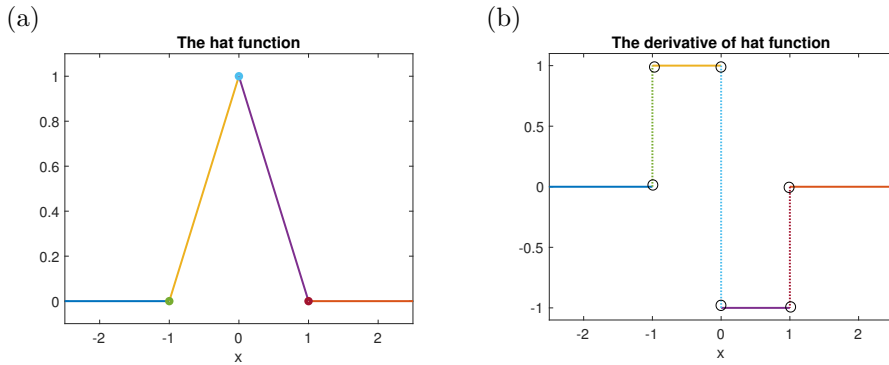 (a)
The hat function
1
0.8
0.6
0.4
0.2
0
-2 -1 0 1 2
x
(b)
The derivative of hat function
1
0.5
0
-0.5
-1
-2 -1 0 1 2
x